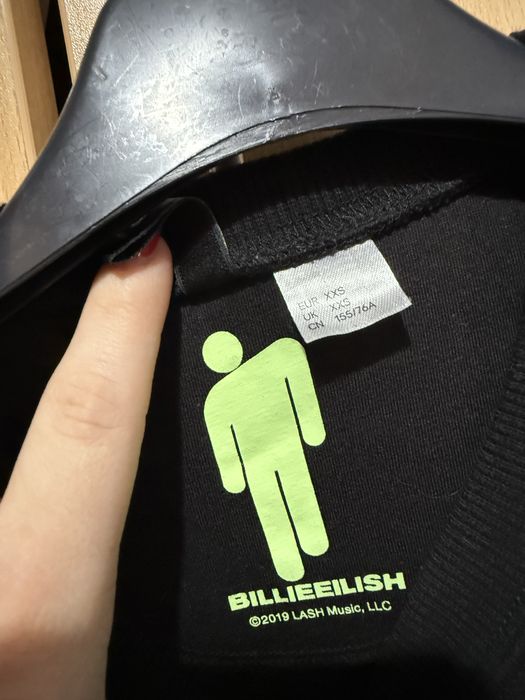 EUR XXS
UK XXS
CN 155/76A
BILLIEEILISH
©2019 LASH Music, LLC